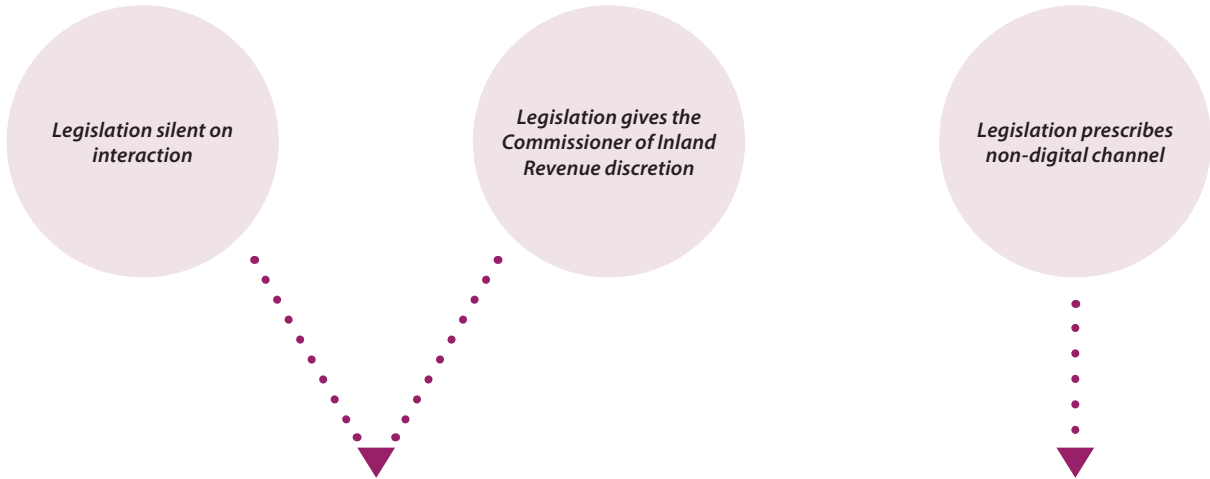 Legislation silent on
interaction
Legislation gives the
Commissioner of Inland
Revenue discretion
Legislation prescribes
non-digital channel